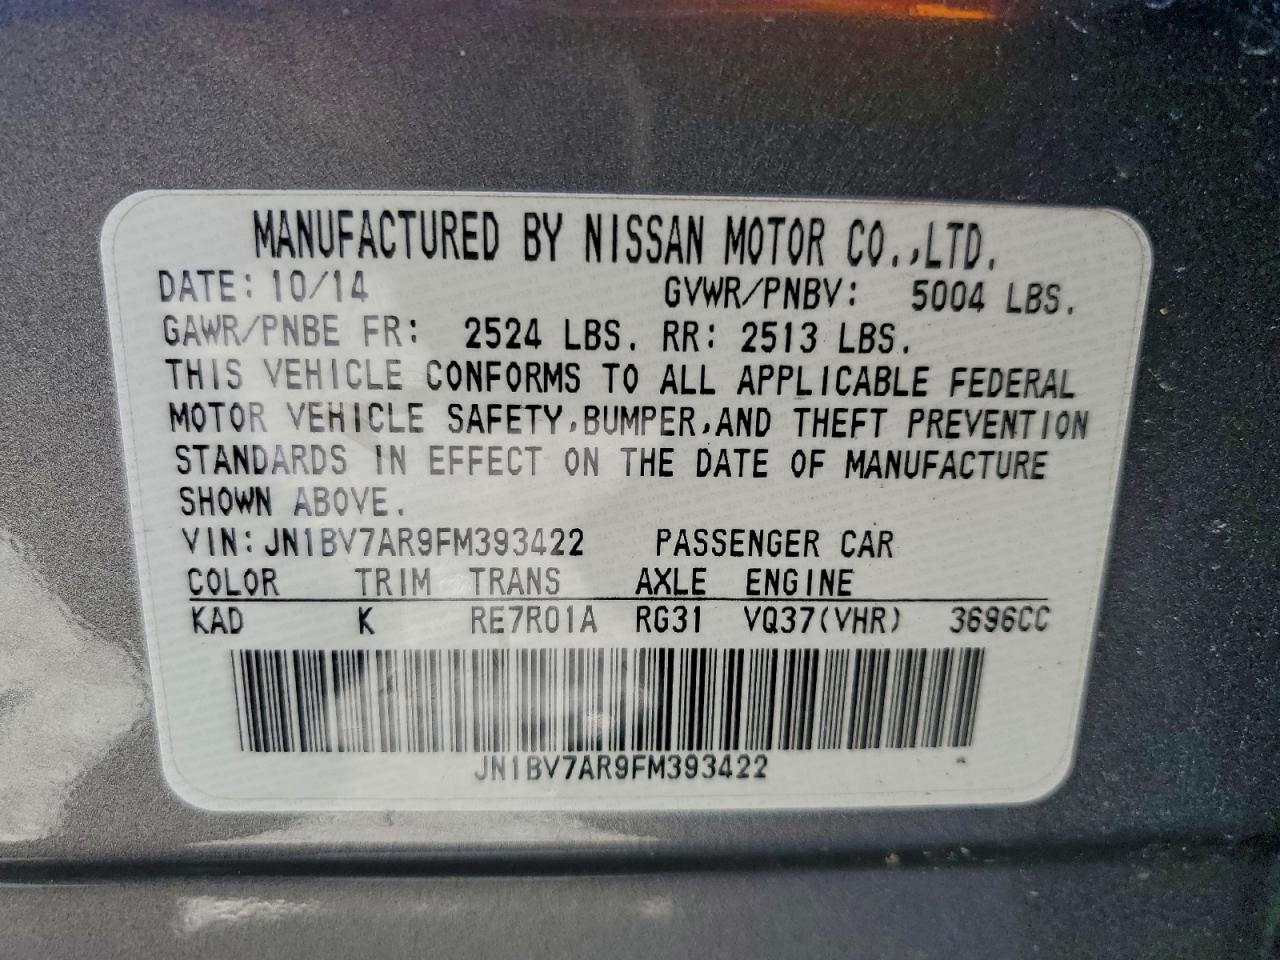 MANUFACTURED BY NISSAN MOTOR CO.,LTD.
DATE: 10/14 GVWR/PNBV: 5004 LBS.
GAWR/PNBE FR: 2524 LBS. RR: 2513 LBS.
THIS VEHICLE CONFORMS TO ALL APPLICABLE FEDERAL
MOTOR VEHICLE SAFETY,BUMPER,AND THEFT PREVENTION
STANDARDS IN EFFECT ON THE DATE OF MANUFACTURE
SHOWN ABOVE.
VIN:JN1BV7AR9FM393422 PASSENGER CAR
COLOR TRIM TRANS AXLE ENGINE
KAD K RE7R01A RG31 VQ37(VHR) 3696CC
JN1BV7AR9FM393422